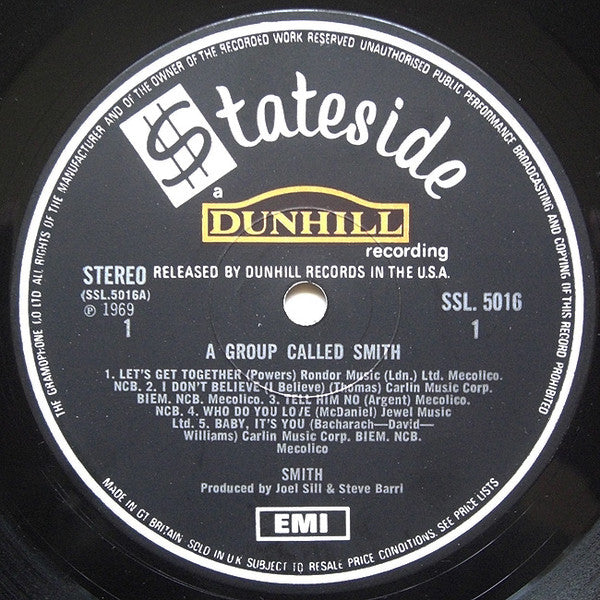 THE GRAMOPHONE CO LTD ALL RIGHTS OF THE MANUFACTURER AND OF THE OWNER OF THE RECORDED WORK RESERVED UNAUTHORISED PUBLIC PERFORMANCE BROADCASTING AND COPYING OF THIS RECORD PROHIBITED
$tateside
a
DUNHILL
recording
RELEASED BY DUNHILL RECORDS IN THE U.S.A.
STEREO
(SSL.5016A)
℗ 1969
1
SSL. 5016
1
A GROUP CALLED SMITH
1. LET'S GET TOGETHER (Powers) Rondor Music (Ldn.) Ltd. Mecolico.
NCB. 2. I DON'T BELIEVE (I Believe) (Thomas) Carlin Music Corp.
BIEM. NCB. Mecolico. 3. TELL HIM NO (Argent) Mecolico.
NCB. 4. WHO DO YOU LOVE (McDaniel) Jewel Music
Ltd. 5. BABY, IT'S YOU (Bacharach—David—
Williams) Carlin Music Corp. BIEM. NCB.
Mecolico
SMITH
Produced by Joel Sill & Steve Barri
EMI
MADE IN GT BRITAIN SOLD IN U K SUBJECT TO RESALE PRICE CONDITIONS. SEE PRICE LISTS